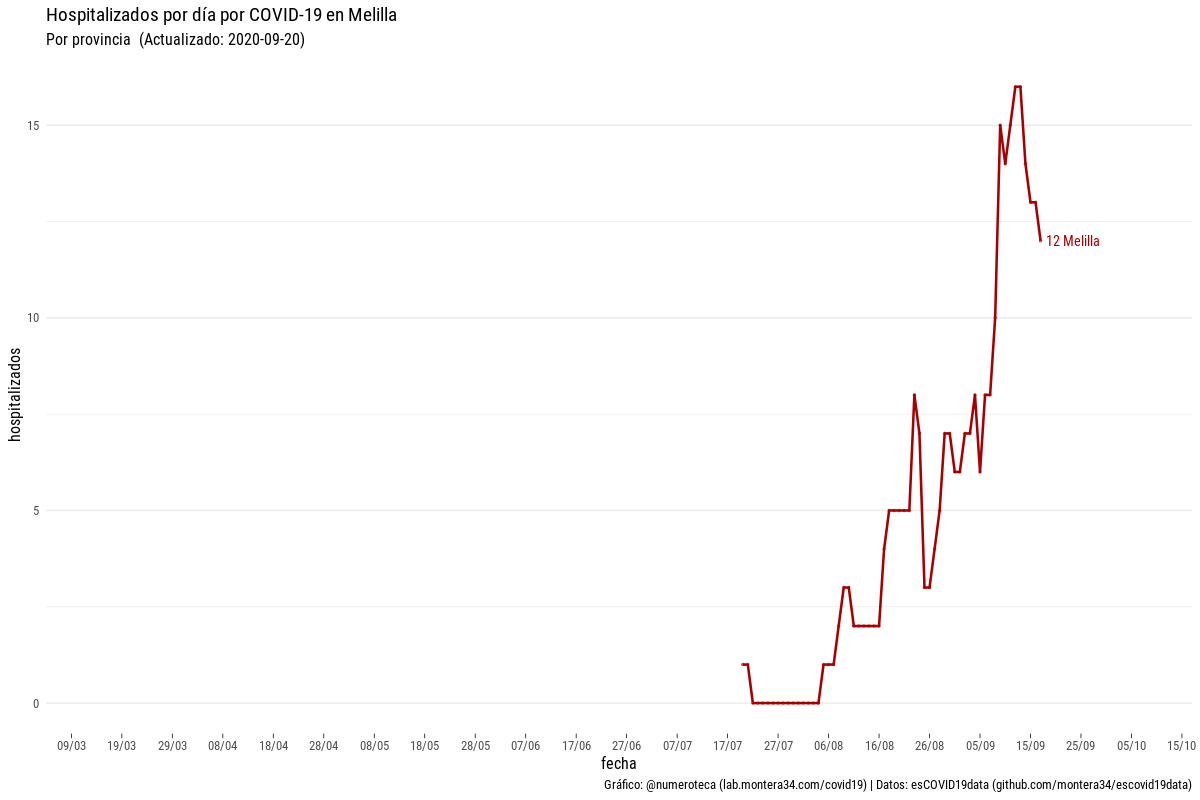 Hospitalizados por día por COVID-19 en Melilla
Por provincia (Actualizado: 2020-09-20)
hospitalizados
15
10
5
0
12 Melilla
09/03 19/03 29/03 08/04 18/04 28/04 08/05 18/05 28/05 07/06 17/06 27/06 07/07 17/07 27/07 06/08 16/08 26/08 05/09 15/09 25/09 05/10 15/10
fecha
Gráfico: @numeroteca (lab.montera34.com/covid19) | Datos: esCOVID19data (github.com/montera34/escovid19data)